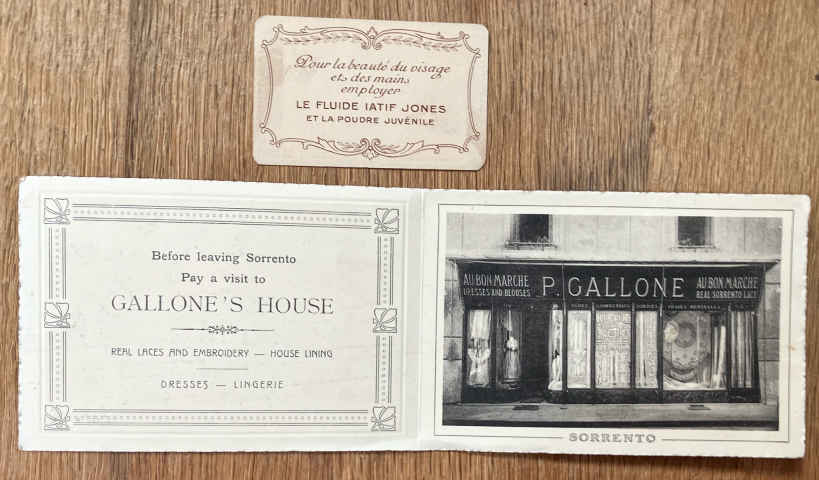 Pour la beauté du visage
et des mains
employer
LE FLUIDE IATIF JONES
ET LA POUDRE JUVÉNILE
Before leaving Sorrento
Pay a visit to
GALLONE'S HOUSE
REAL LACES AND EMBROIDERY — HOUSE LINING
DRESSES — LINGERIE
AU BON MARCHE
DRESSES AND BLOUSES
P. GALLONE
AU BON MARCHE
REAL SORRENTO LACE
SORRENTO